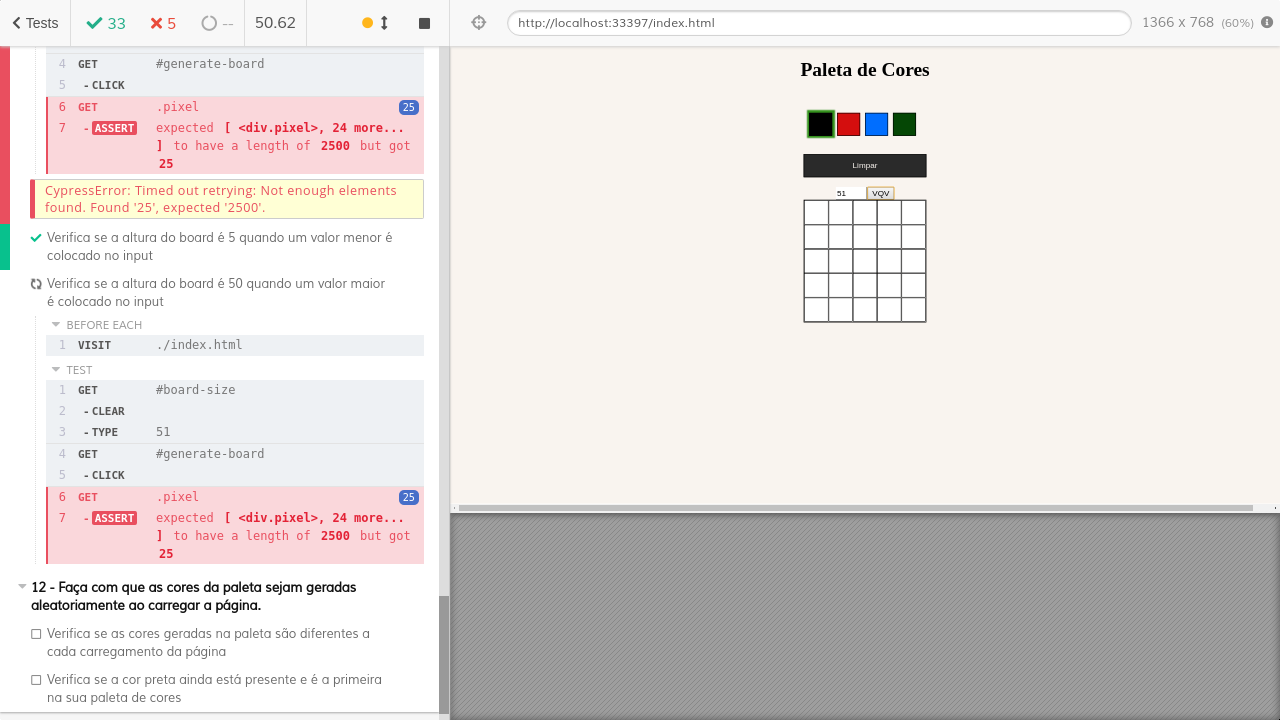 Tests
33
5
--
50.62
http://localhost:33397/index.html
1366 x 768 (60%)
4 GET #generate-board
5 - CLICK
6 GET .pixel 25
7 - ASSERT expected [ <div.pixel>, 24 more...
] to have a length of 2500 but got
25
CypressError: Timed out retrying: Not enough elements
found. Found '25', expected '2500'.
Verifica se a altura do board é 5 quando um valor menor é
colocado no input
Verifica se a altura do board é 50 quando um valor maior
é colocado no input
BEFORE EACH
1 VISIT ./index.html
TEST
1 GET #board-size
2 - CLEAR
3 - TYPE 51
4 GET #generate-board
5 - CLICK
6 GET .pixel 25
7 - ASSERT expected [ <div.pixel>, 24 more...
] to have a length of 2500 but got
25
12 - Faça com que as cores da paleta sejam geradas
aleatoriamente ao carregar a página.
Verifica se as cores geradas na paleta são diferentes a
cada carregamento da página
Verifica se a cor preta ainda está presente e é a primeira
na sua paleta de cores
Paleta de Cores
Limpar
51 VQV